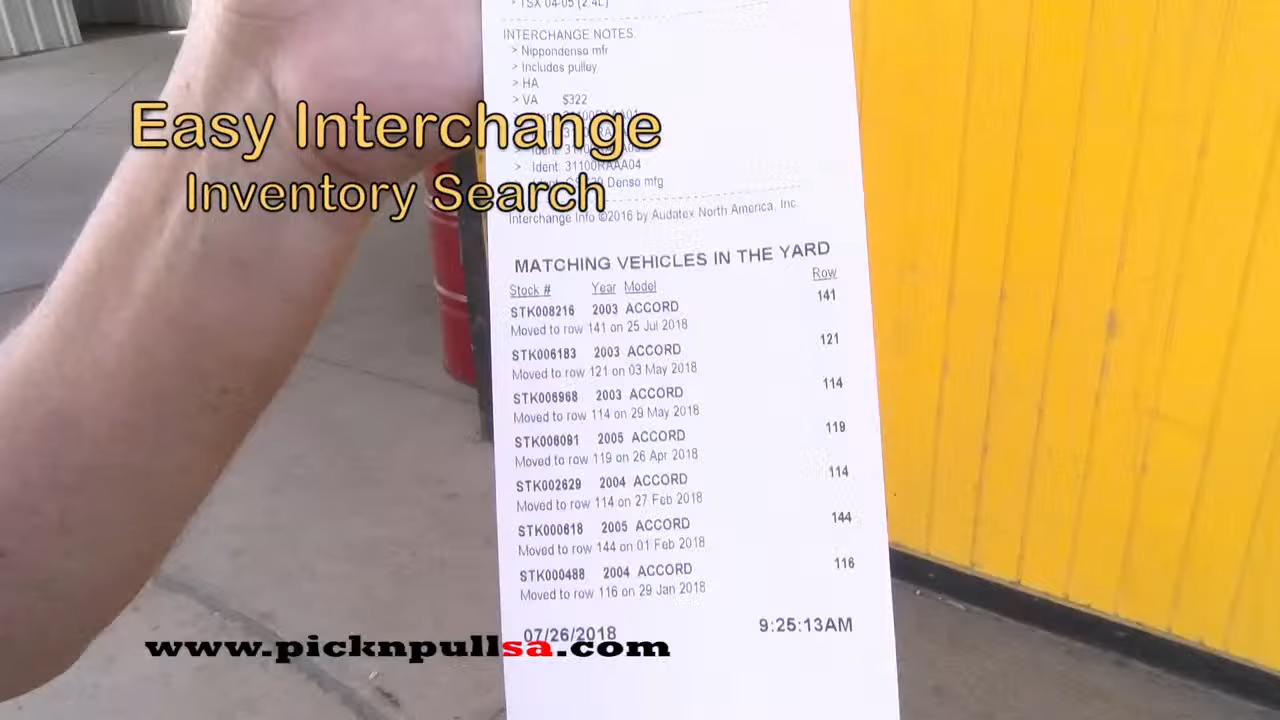 > TSX 04-05 (2.4L)
INTERCHANGE NOTES:
> Nippondenso mfr
> Includes pulley
> HA
> VA $322
Easy Interchange
> Ident: 31100RAAA04
Inventory Search
Denso mfg
Interchange Info ©2016 by Audatex North America, Inc.
MATCHING VEHICLES IN THE YARD
Stock # Year Model Row
STK008216 2003 ACCORD 141
Moved to row 141 on 25 Jul 2018
STK006183 2003 ACCORD 121
Moved to row 121 on 03 May 2018
STK006968 2003 ACCORD 114
Moved to row 114 on 29 May 2018
STK006091 2005 ACCORD 119
Moved to row 119 on 26 Apr 2018
STK002629 2004 ACCORD 114
Moved to row 114 on 27 Feb 2018
STK000618 2005 ACCORD 144
Moved to row 144 on 01 Feb 2018
STK000488 2004 ACCORD 116
Moved to row 116 on 29 Jan 2018
07/26/2018 9:25:13AM
www.picknpullsa.com